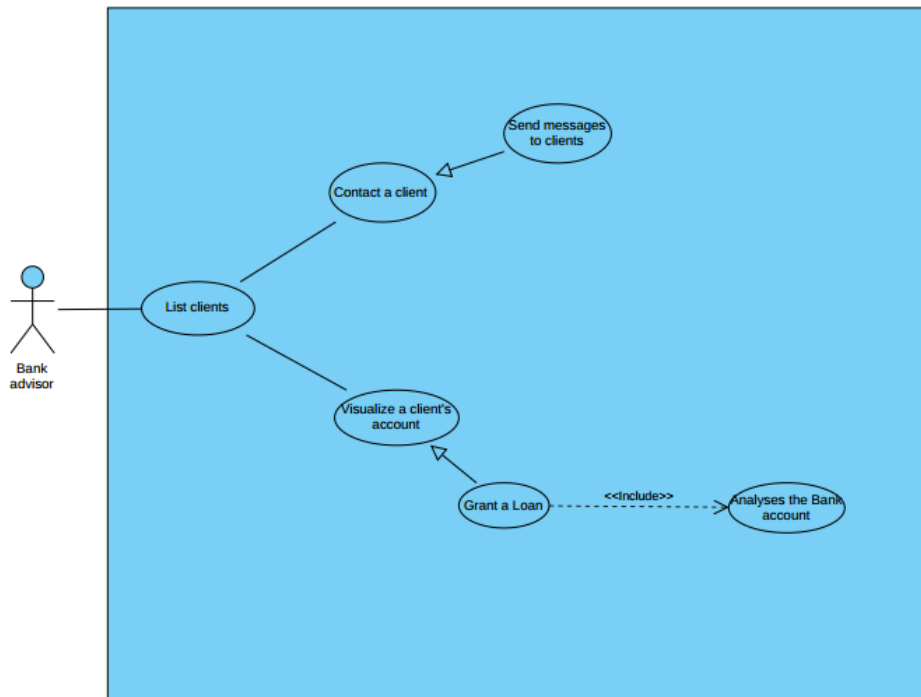 Send messages
to clients
Contact a client
List clients
Bank
advisor
Visualize a client's
account
Grant a Loan
<<Include>>
Analyses the Bank
account